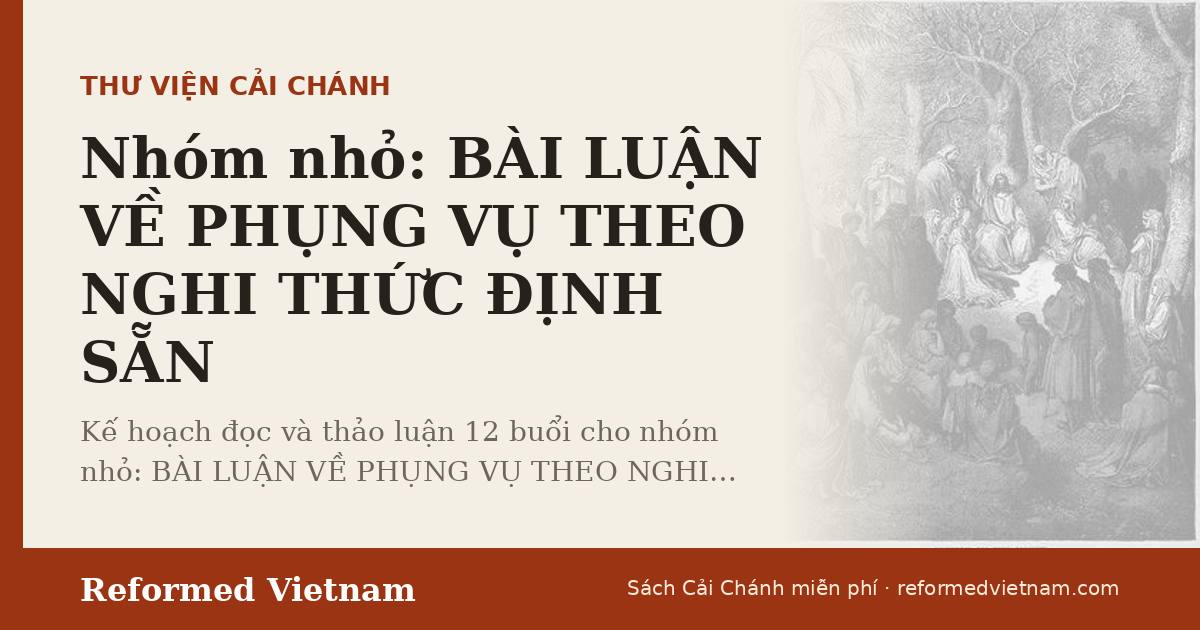 THƯ VIỆN CẢI CHÁNH
Nhóm nhỏ: BÀI LUẬN
VỀ PHỤNG VỤ THEO
NGHI THỨC ĐỊNH
SẴN
Kế hoạch đọc và thảo luận 12 buổi cho nhóm
nhỏ: BÀI LUẬN VỀ PHỤNG VỤ THEO NGHI…
Reformed Vietnam
Sách Cải Chánh miễn phí · reformedvietnam.com